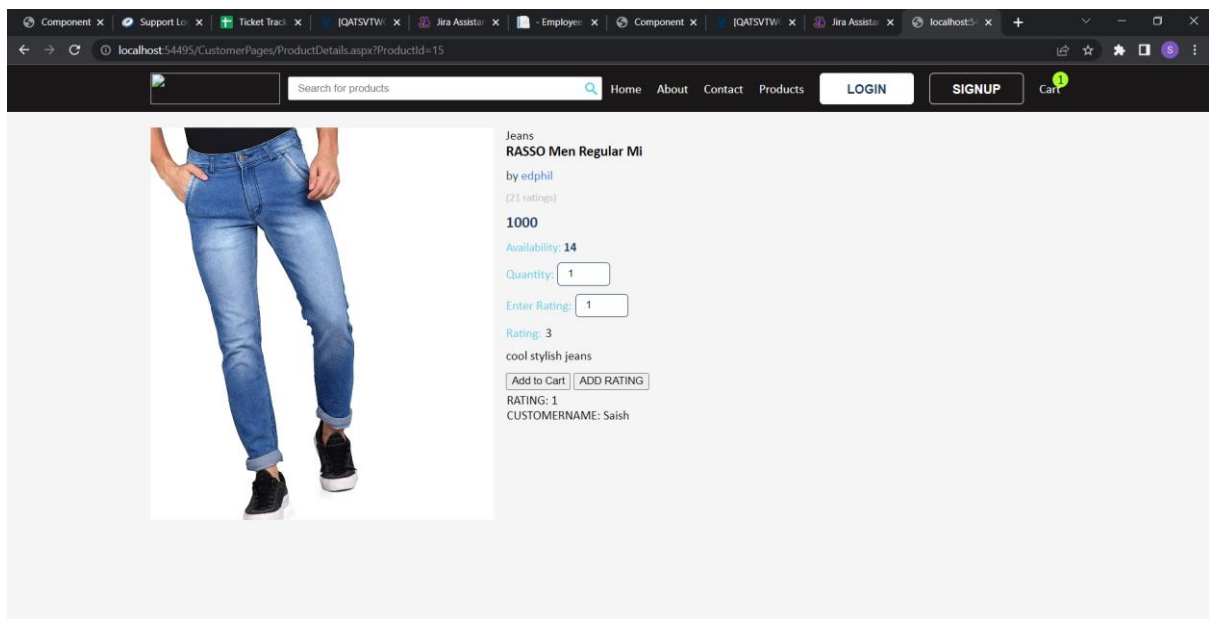 Component
Support Lo
Ticket Track
[QATSVTW
Jira Assistan
- Employee
Component
[QATSVTW
Jira Assistan
localhost:54
localhost:54495/CustomerPages/ProductDetails.aspx?ProductId=15
S
Search for products
Home About Contact Products LOGIN SIGNUP Cart 1
Jeans
RASSO Men Regular Mi
by edphil
(21 ratings)
1000
Availability: 14
Quantity: 1
Enter Rating: 1
Rating: 3
cool stylish jeans
Add to Cart ADD RATING
RATING: 1
CUSTOMERNAME: Saish